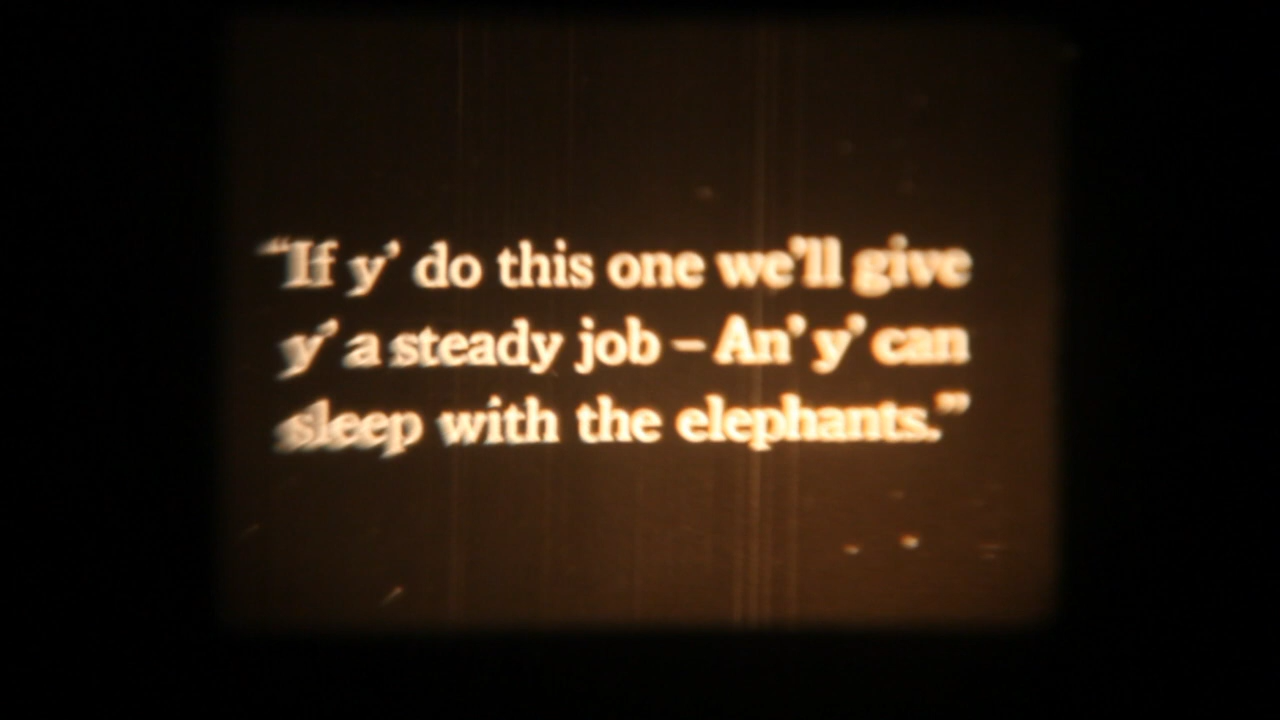 “If y’ do this one we’ll give
y’ a steady job – An’ y’ can
sleep with the elephants.”